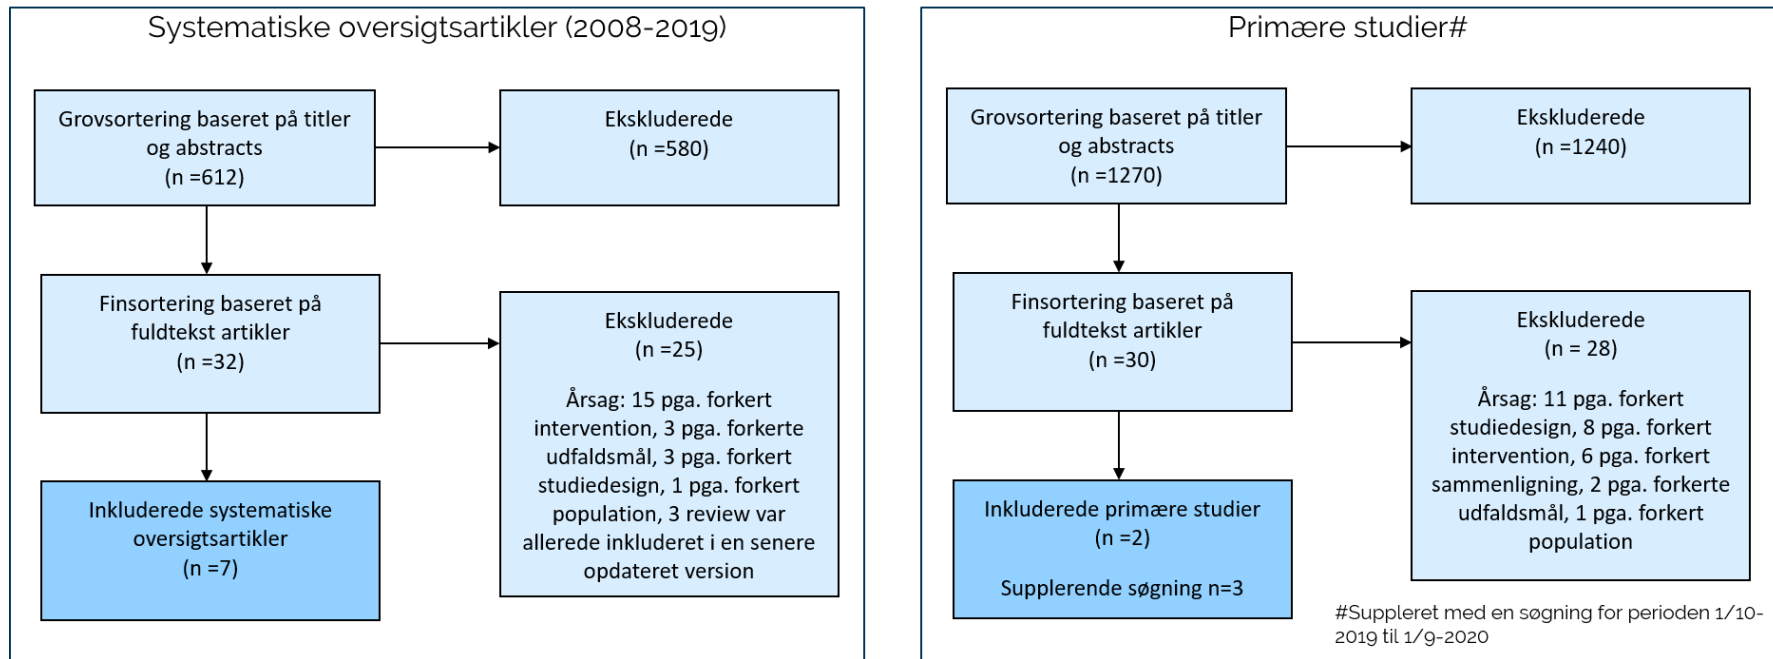 Systematiske oversigtsartikler (2008-2019)
Grovsortering baseret på titler
og abstracts
(n =612)
Ekskluderede
(n =580)
Finsortering baseret på
fuldtekst artikler
(n =32)
Ekskluderede
(n =25)
Årsag: 15 pga. forkert
intervention, 3 pga. forkerte
udfaldsmål, 3 pga. forkert
studiedesign, 1 pga. forkert
population, 3 review var
allerede inkluderet i en senere
opdateret version
Inkluderede systematiske
oversigtsartikler
(n =7)
Primære studier#
Grovsortering baseret på titler
og abstracts
(n =1270)
Ekskluderede
(n =1240)
Finsortering baseret på
fuldtekst artikler
(n =30)
Ekskluderede
(n = 28)
Årsag: 11 pga. forkert
studiedesign, 8 pga. forkert
intervention, 6 pga. forkert
sammenligning, 2 pga. forkerte
udfaldsmål, 1 pga. forkert
population
Inkluderede primære studier
(n =2)
Supplerende søgning n=3
#Suppleret med en søgning for perioden 1/10-
2019 til 1/9-2020